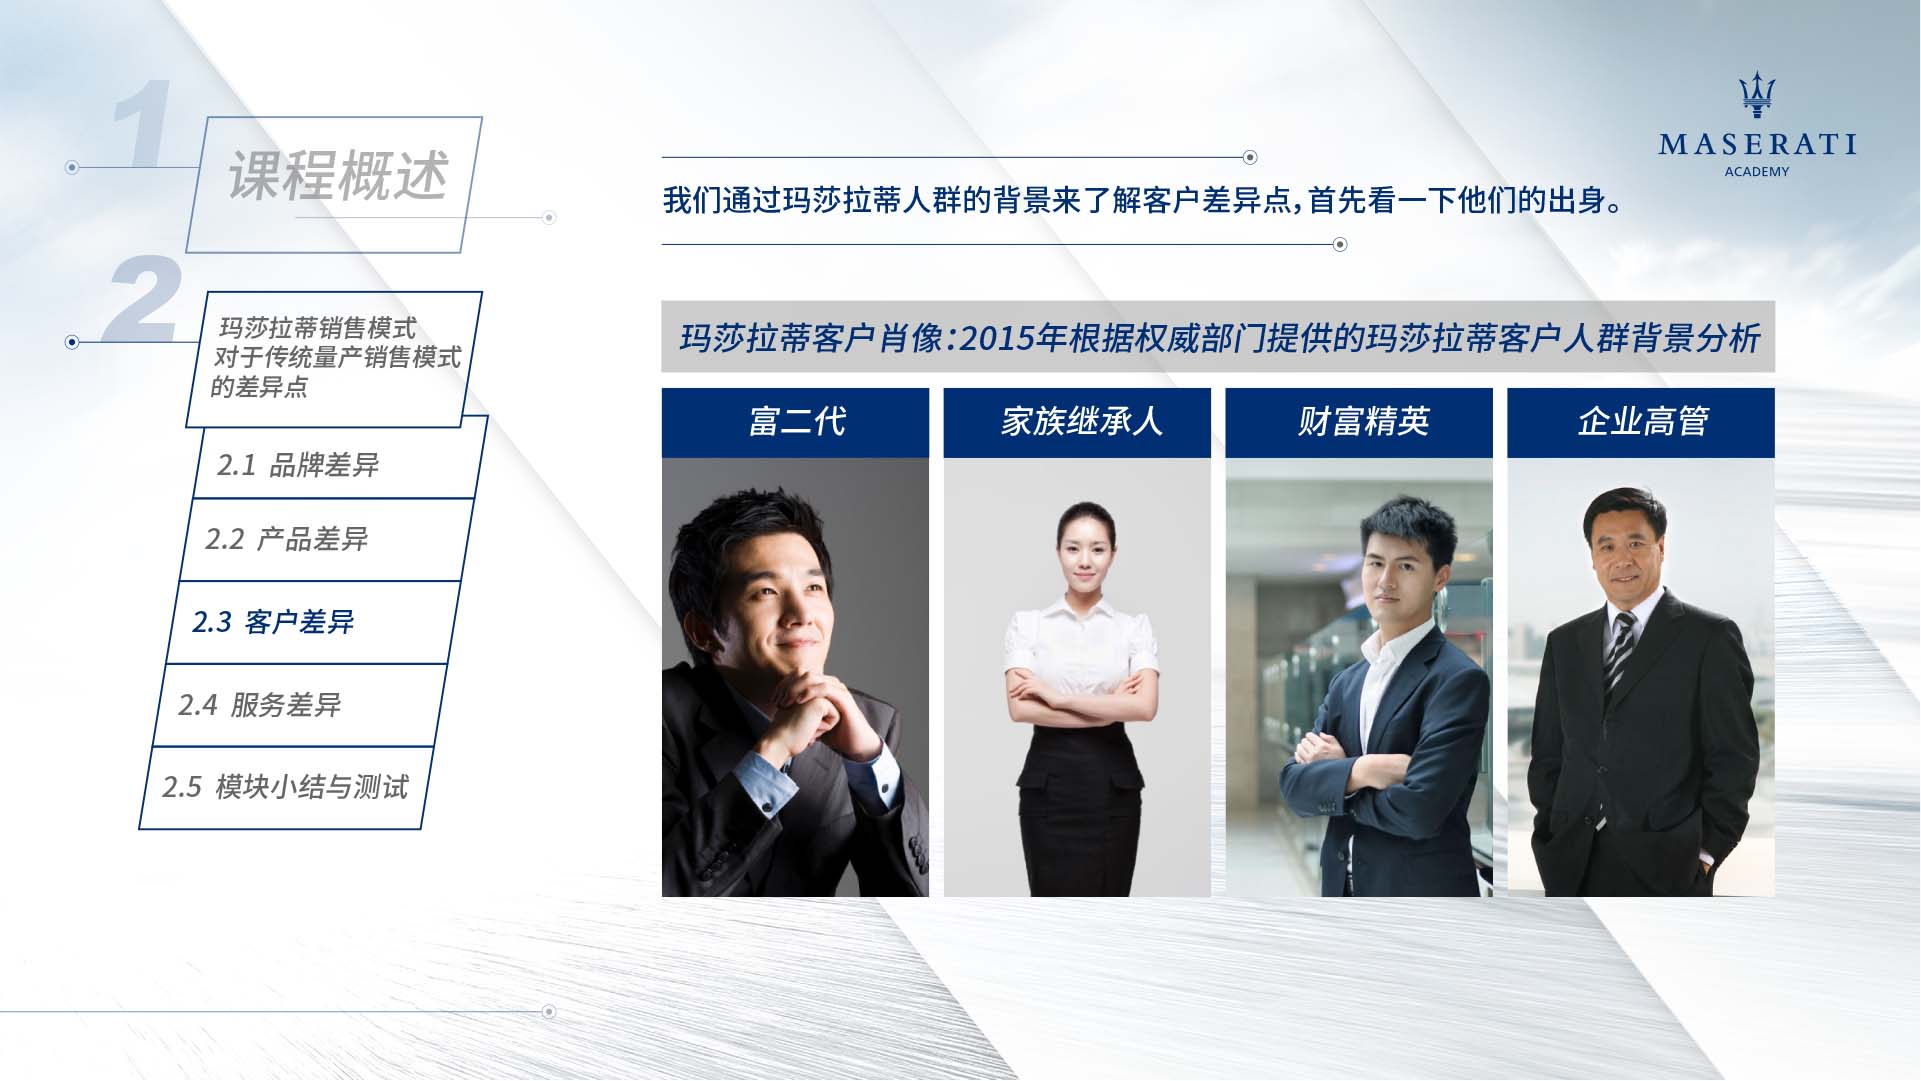 1
课程概述
2
玛莎拉蒂销售模式
对于传统量产销售模式
的差异点
2.1 品牌差异
2.2 产品差异
2.3 客户差异
2.4 服务差异
2.5 模块小结与测试
MASERATI
ACADEMY
我们通过玛莎拉蒂人群的背景来了解客户差异点，首先看一下他们的出身。
玛莎拉蒂客户肖像：2015年根据权威部门提供的玛莎拉蒂客户人群背景分析
富二代
家族继承人
财富精英
企业高管